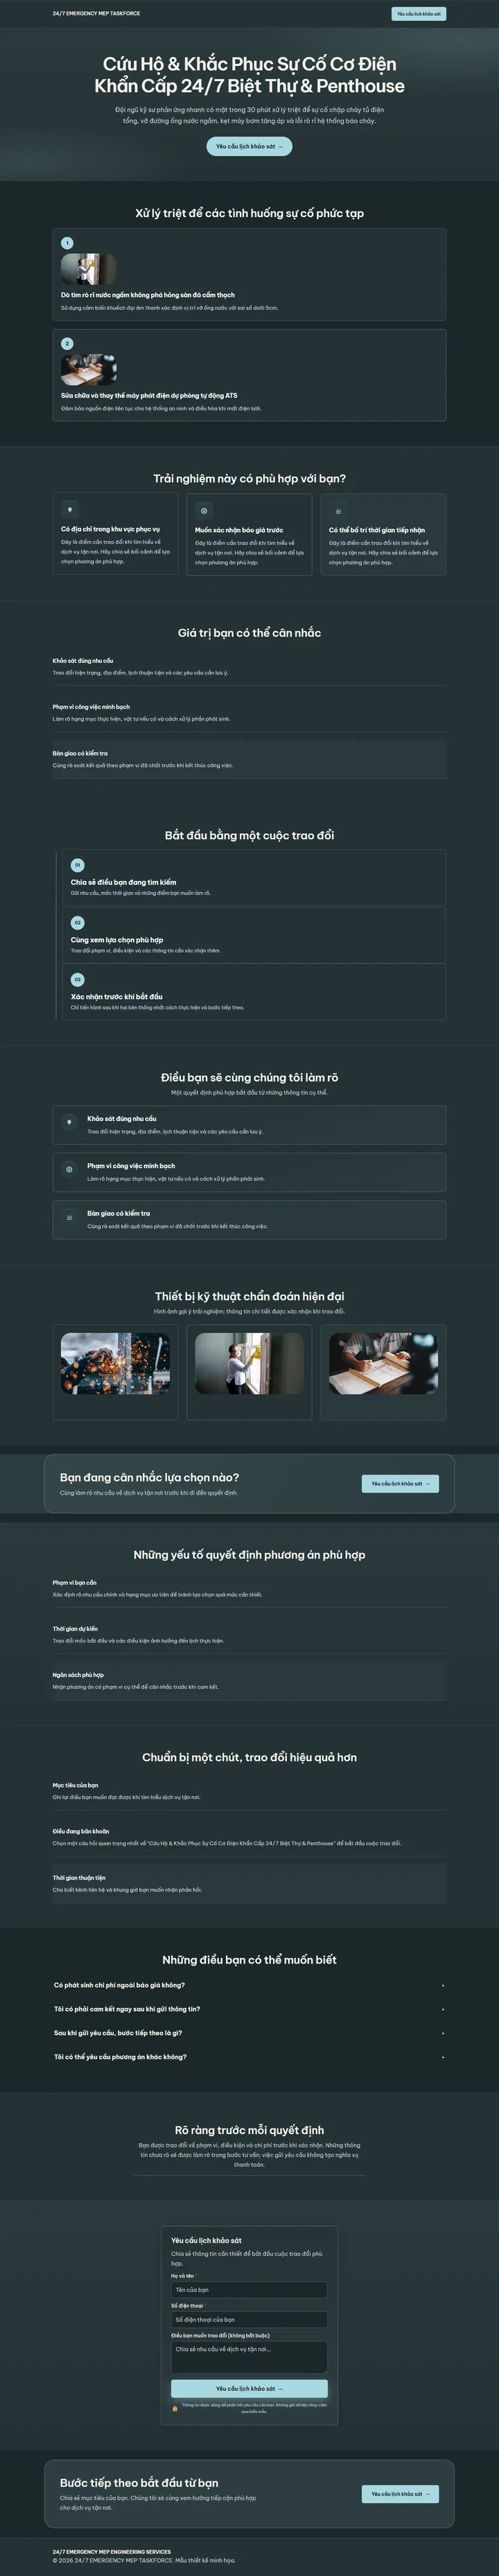 24/7 EMERGENCY MEP TASKFORCE
Yêu cầu lịch khảo sát
Cứu Hộ & Khắc Phục Sự Cố Cơ Điện
Khẩn Cấp 24/7 Biệt Thự & Penthouse
Đội ngũ kỹ sư phản ứng nhanh có mặt trong 30 phút xử lý triệt để sự cố chập cháy tủ điện
tổng, vỡ đường ống nước ngầm, kẹt máy bơm tăng áp và lỗi rò rỉ hệ thống báo cháy.
Yêu cầu lịch khảo sát →
Xử lý triệt để các tình huống sự cố phức tạp
1
Dò tìm rò rỉ nước ngầm không phá hỏng sàn đá cẩm thạch
Sử dụng cảm biến khuếch đại âm thanh xác định vị trí vỡ ống nước với sai số dưới 5cm.
2
Sửa chữa và thay thế máy phát điện dự phòng tự động ATS
Đảm bảo nguồn điện liên tục cho hệ thống an ninh và điều hòa khi mất điện lưới.
Trải nghiệm này có phù hợp với bạn?
Có địa chỉ trong khu vực phục vụ
Đây là điểm cần trao đổi khi tìm hiểu về
dịch vụ tận nơi. Hãy chia sẻ bối cảnh để lựa
chọn phương án phù hợp.
Muốn xác nhận báo giá trước
Đây là điểm cần trao đổi khi tìm hiểu về
dịch vụ tận nơi. Hãy chia sẻ bối cảnh để lựa
chọn phương án phù hợp.
Có thể bố trí thời gian tiếp nhận
Đây là điểm cần trao đổi khi tìm hiểu về
dịch vụ tận nơi. Hãy chia sẻ bối cảnh để lựa
chọn phương án phù hợp.
Giá trị bạn có thể cân nhắc
Khảo sát đúng nhu cầu
Trao đổi hiện trạng, địa điểm, lịch thuận tiện và các yêu cầu cần lưu ý.
Phạm vi công việc minh bạch
Làm rõ hạng mục thực hiện, vật tư nếu có và cách xử lý phần phát sinh.
Bàn giao có kiểm tra
Cùng rà soát kết quả theo phạm vi đã chốt trước khi kết thúc công việc.
Bắt đầu bằng một cuộc trao đổi
01
Chia sẻ điều bạn đang tìm kiếm
Gửi nhu cầu, mốc thời gian và những điểm bạn muốn làm rõ.
02
Cùng xem lựa chọn phù hợp
Trao đổi phạm vi, điều kiện và các thông tin cần xác nhận thêm.
03
Xác nhận trước khi bắt đầu
Chỉ tiến hành sau khi hai bên thống nhất cách thực hiện và bước tiếp theo.
Điều bạn sẽ cùng chúng tôi làm rõ
Một quyết định phù hợp bắt đầu từ những thông tin cụ thể.
Khảo sát đúng nhu cầu
Trao đổi hiện trạng, địa điểm, lịch thuận tiện và các yêu cầu cần lưu ý.
Phạm vi công việc minh bạch
Làm rõ hạng mục thực hiện, vật tư nếu có và cách xử lý phần phát sinh.
Bàn giao có kiểm tra
Cùng rà soát kết quả theo phạm vi đã chốt trước khi kết thúc công việc.
Thiết bị kỹ thuật chẩn đoán hiện đại
Hình ảnh gợi ý trải nghiệm; thông tin chi tiết được xác nhận khi trao đổi.
Bạn đang cân nhắc lựa chọn nào?
Cùng làm rõ nhu cầu về dịch vụ tận nơi trước khi đi đến quyết định.
Yêu cầu lịch khảo sát →
Những yếu tố quyết định phương án phù hợp
Phạm vi bạn cần
Xác định rõ nhu cầu chính và hạng mục ưu tiên để tránh lựa chọn quá mức cần thiết.
Thời gian dự kiến
Trao đổi mốc bắt đầu và các điều kiện ảnh hưởng đến lịch thực hiện.
Ngân sách phù hợp
Nhận phương án có phạm vi cụ thể để cân nhắc trước khi cam kết.
Chuẩn bị một chút, trao đổi hiệu quả hơn
Mục tiêu của bạn
Ghi lại điều bạn muốn đạt được khi tìm hiểu dịch vụ tận nơi.
Điều đang băn khoăn
Chọn một câu hỏi quan trọng nhất về “Cứu Hộ & Khắc Phục Sự Cố Cơ Điện Khẩn Cấp 24/7 Biệt Thự & Penthouse” để bắt đầu cuộc trao đổi.
Thời gian thuận tiện
Cho biết kênh liên hệ và khung giờ bạn muốn nhận phản hồi.
Những điều bạn có thể muốn biết
Có phát sinh chi phí ngoài báo giá không? +
Tôi có phải cam kết ngay sau khi gửi thông tin? +
Sau khi gửi yêu cầu, bước tiếp theo là gì? +
Tôi có thể yêu cầu phương án khác không? +
Rõ ràng trước mỗi quyết định
Bạn được trao đổi về phạm vi, điều kiện và chi phí trước khi xác nhận. Những thông
tin chưa rõ sẽ được làm rõ trong bước tư vấn; việc gửi yêu cầu không tạo nghĩa vụ
thanh toán.
Yêu cầu lịch khảo sát
Chia sẻ thông tin cần thiết để bắt đầu cuộc trao đổi phù
hợp.
Họ và tên *
Tên của bạn
Số điện thoại *
Số điện thoại của bạn
Điều bạn muốn trao đổi (không bắt buộc)
Chia sẻ nhu cầu về dịch vụ tận nơi...
Yêu cầu lịch khảo sát →
Thông tin được dùng để phản hồi yêu cầu của bạn. Không gửi dữ liệu nhạy cảm
qua biểu mẫu.
Bước tiếp theo bắt đầu từ bạn
Chia sẻ mục tiêu của bạn. Chúng tôi sẽ cùng xem hướng tiếp cận phù hợp
cho dịch vụ tận nơi.
Yêu cầu lịch khảo sát →
24/7 EMERGENCY MEP ENGINEERING SERVICES
© 2026 24/7 EMERGENCY MEP TASKFORCE. Mẫu thiết kế minh họa.